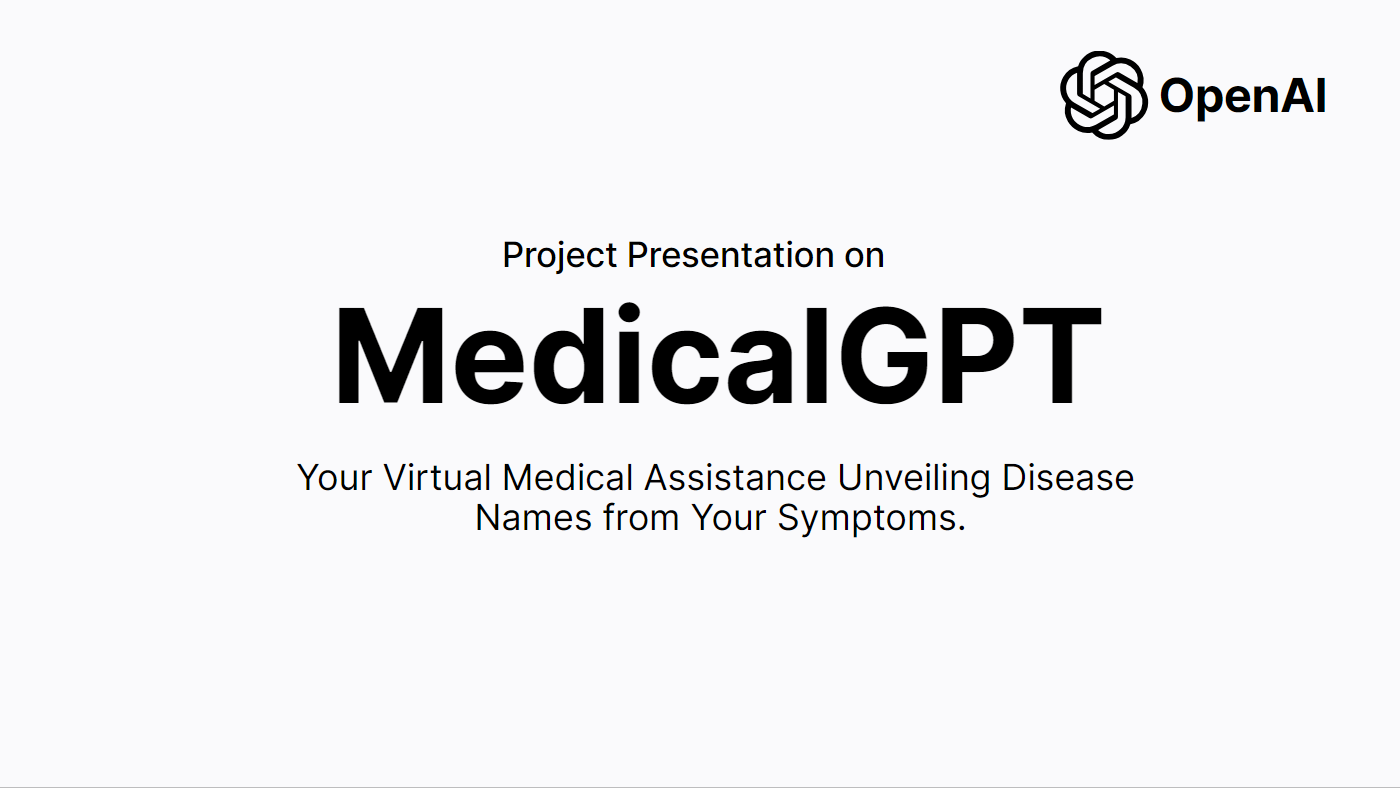 OpenAI
Project Presentation on
MedicalGPT
Your Virtual Medical Assistance Unveiling Disease
Names from Your Symptoms.